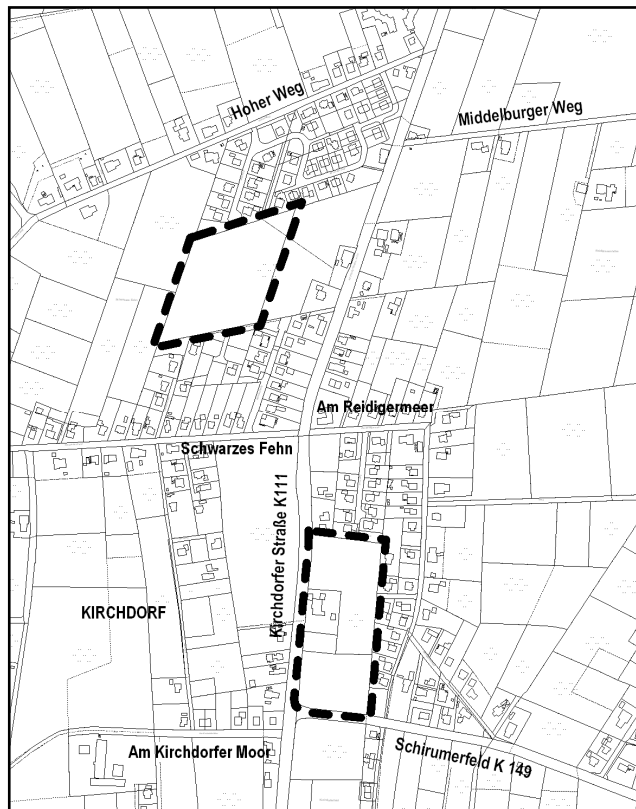 Hoher Weg
Middelburger Weg
Am Reidigermeer
Schwarzes Fehn
Kirchdorfer Straße K111
KIRCHDORF
Am Kirchdorfer Moor
Schirumerfeld K 149